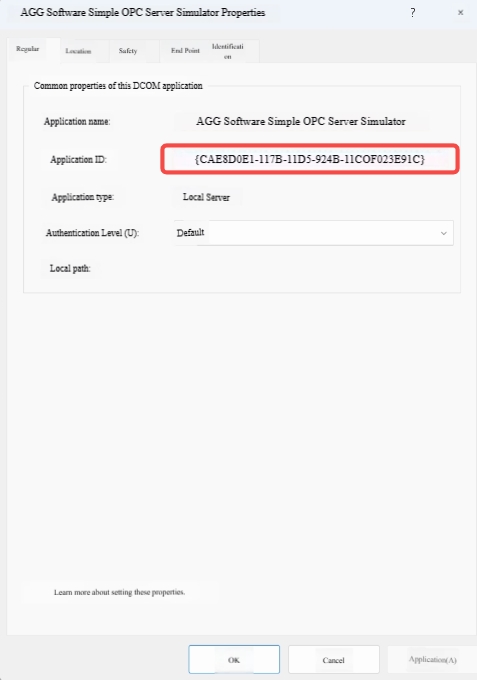 AGG Software Simple OPC Server Simulator Properties ? ×
Regular Location Safety End Point Identificati
on
Common properties of this DCOM application
Application name: AGG Software Simple OPC Server Simulator
Application ID: {CAE8D0E1-117B-11D5-924B-11COF023E91C}
Application type: Local Server
Authentication Level (U): Default
Local path:
Learn more about setting these properties.
OK Cancel Application(A)